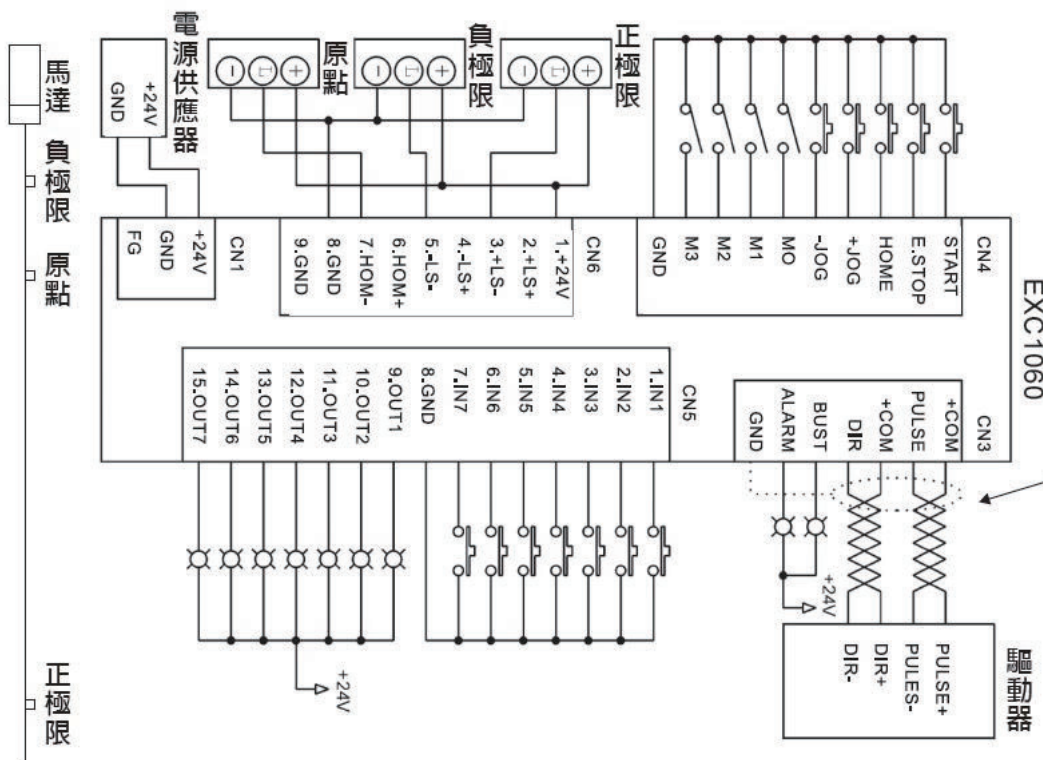 馬達
負極限
原點
正極限
電源供應器
+24V
GND
原點
−
L
+
負極限
−
L
+
正極限
−
L
+
EXC1060
CN1
+24V
GND
FG
CN6
1.+24V
2.+LS+
3.+LS-
4.-LS+
5.-LS-
6.HOM+
7.HOM-
8.GND
9.GND
CN4
START
E.STOP
HOME
+JOG
-JOG
MO
M1
M2
M3
GND
CN5
1.IN1
2.IN2
3.IN3
4.IN4
5.IN5
6.IN6
7.IN7
8.GND
9.OUT1
10.OUT2
11.OUT3
12.OUT4
13.OUT5
14.OUT6
15.OUT7
+24V
CN3
+COM
PULSE
+COM
DIR
BUST
ALARM
GND
+24V
驅動器
PULSE+
PULES-
DIR+
DIR-